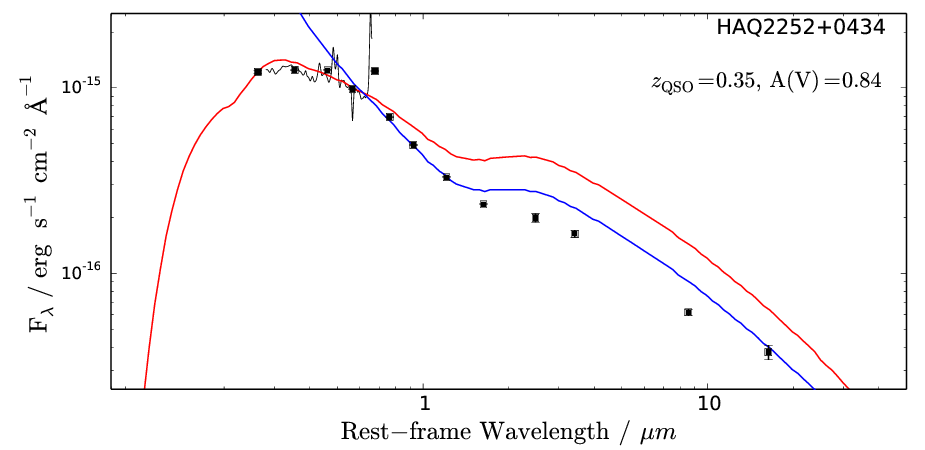 HAQ2252+0434
z_QSO=0.35, A(V)=0.84
10^-15
10^-16
F_λ / erg s^-1 cm^-2 Å^-1
1 10
Rest−frame Wavelength / μm